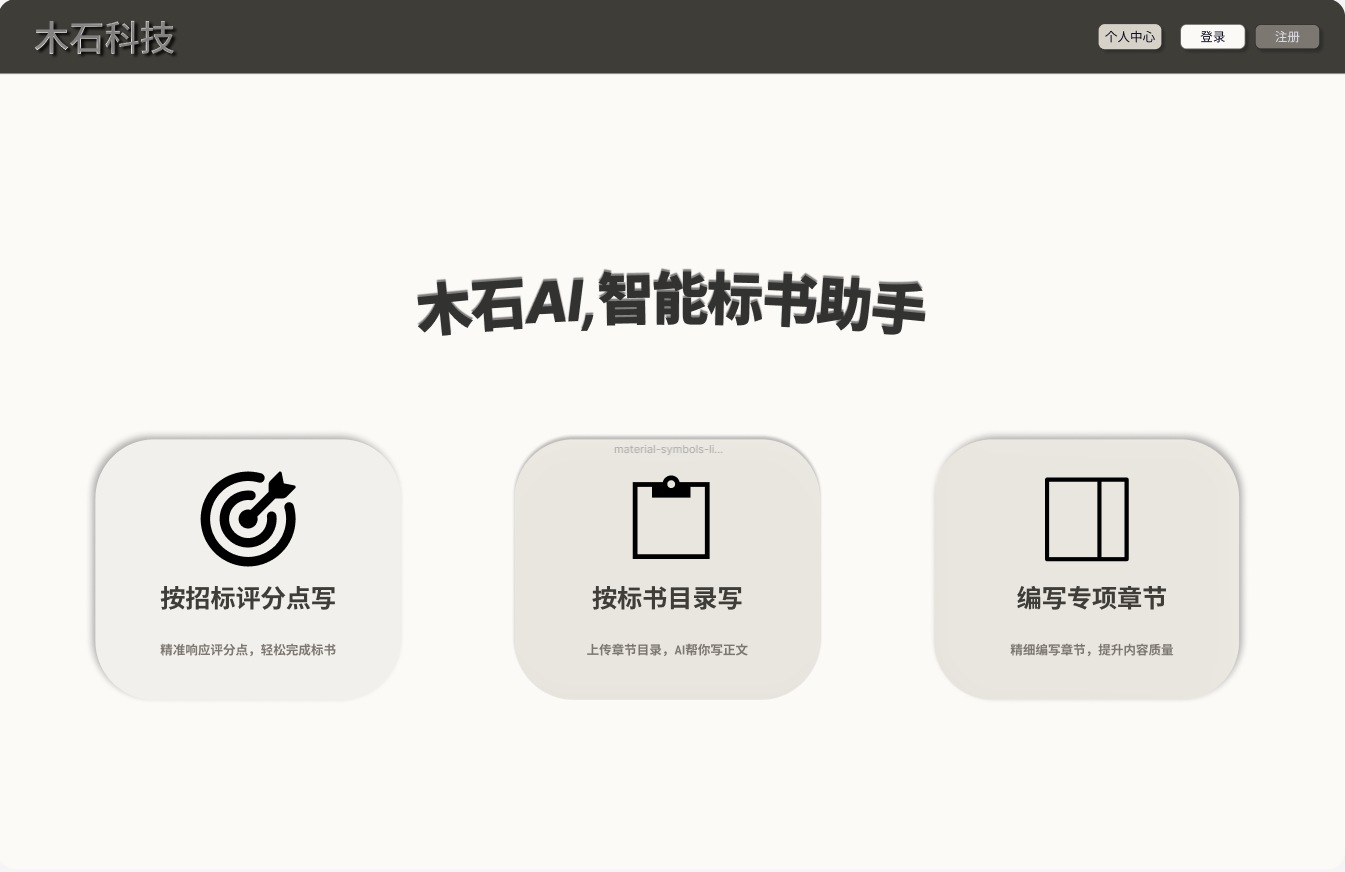 木石科技
个人中心
登录
注册
木石AI,智能标书助手
material-symbols-li...
按招标评分点写
精准响应评分点，轻松完成标书
按标书目录写
上传章节目录，AI帮你写正文
编写专项章节
精细编写章节，提升内容质量